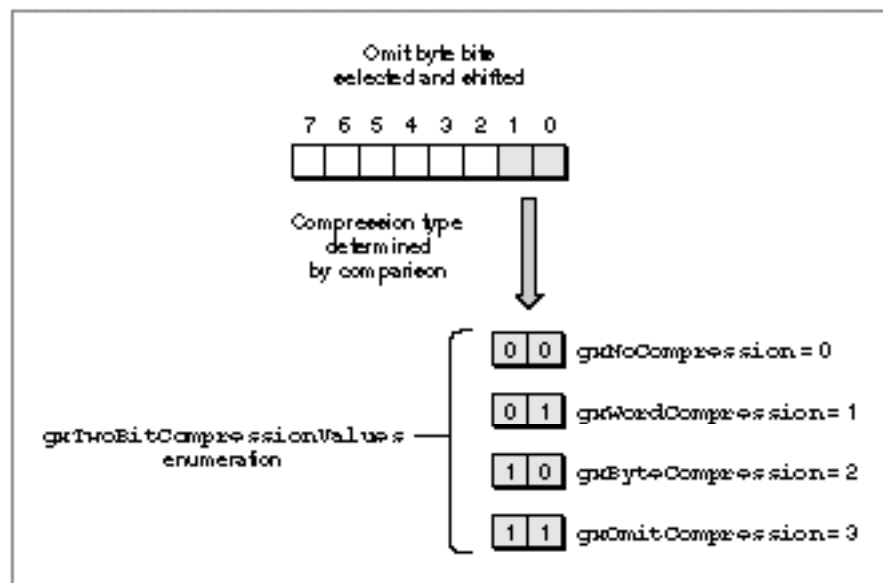 Omit byte bits
selected and shifted
7 6 5 4 3 2 1 0
Compression type
determined
by comparison
0 0 gxNoCompression = 0
0 1 gxWordCompression = 1
gxTwoBitCompressionValues
enumeration
1 0 gxByteCompression = 2
1 1 gxOmitCompression = 3